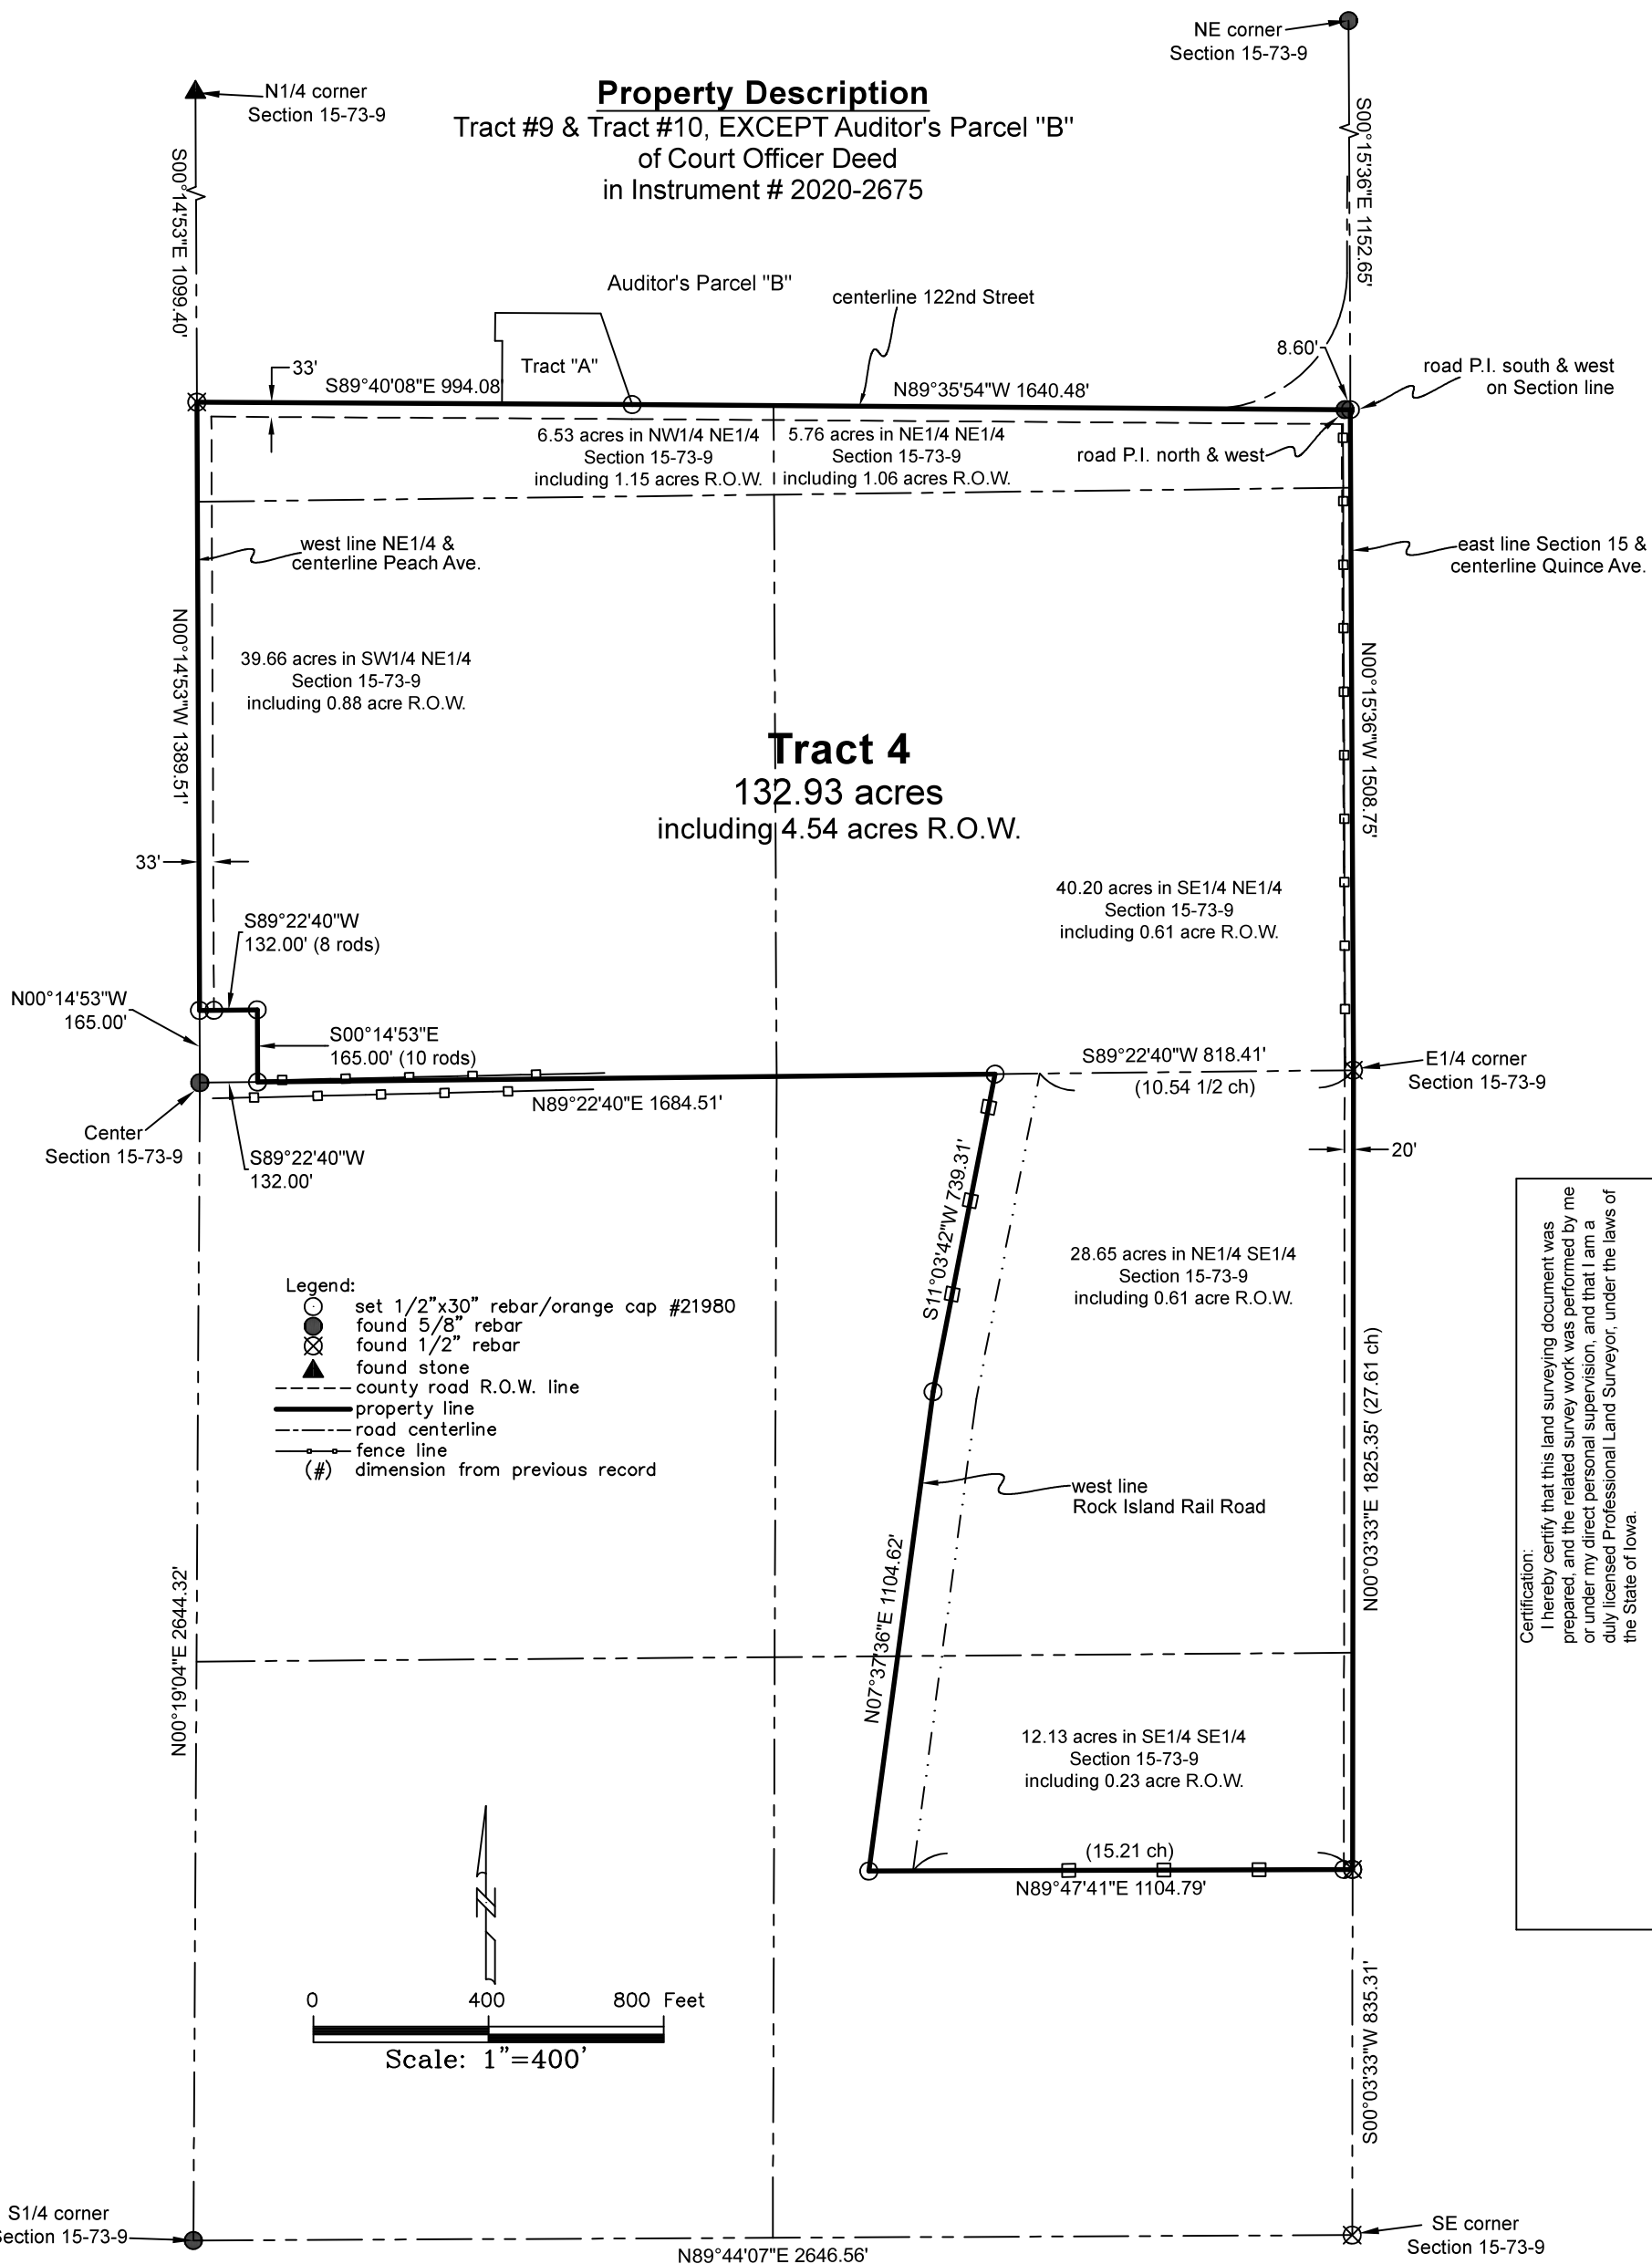 NE corner
Section 15-73-9
N1/4 corner
Section 15-73-9
Property Description
Tract #9 & Tract #10, EXCEPT Auditor's Parcel "B"
of Court Officer Deed
in Instrument # 2020-2675
S00°14'53"E 1099.40'
S00°15'36"E 1152.65'
Auditor's Parcel "B"
centerline 122nd Street
33'
Tract "A"
8.60'
road P.I. south & west
on Section line
S89°40'08"E 994.08'
N89°35'54"W 1640.48'
6.53 acres in NW1/4 NE1/4
Section 15-73-9
including 1.15 acres R.O.W.
5.76 acres in NE1/4 NE1/4
Section 15-73-9
including 1.06 acres R.O.W.
road P.I. north & west
west line NE1/4 &
centerline Peach Ave.
east line Section 15 &
centerline Quince Ave.
N00°14'53"W 1389.51'
39.66 acres in SW1/4 NE1/4
Section 15-73-9
including 0.88 acre R.O.W.
N00°15'36"W 1508.75'
Tract 4
132.93 acres
including 4.54 acres R.O.W.
33'
40.20 acres in SE1/4 NE1/4
Section 15-73-9
including 0.61 acre R.O.W.
S89°22'40"W
132.00' (8 rods)
N00°14'53"W
165.00'
S00°14'53"E
165.00' (10 rods)
S89°22'40"W 818.41'
(10.54 1/2 ch)
E1/4 corner
Section 15-73-9
N89°22'40"E 1684.51'
Center
Section 15-73-9
S89°22'40"W
132.00'
20'
S11°03'42"W 739.31'
28.65 acres in NE1/4 SE1/4
Section 15-73-9
including 0.61 acre R.O.W.
Legend:
set 1/2"x30" rebar/orange cap #21980
found 5/8" rebar
found 1/2" rebar
found stone
county road R.O.W. line
property line
road centerline
fence line
(#) dimension from previous record
Certification:
I hereby certify that this land surveying document was
prepared, and the related survey work was performed by me
or under my direct personal supervision, and that I am a
duly licensed Professional Land Surveyor, under the laws of
the State of Iowa.
west line
Rock Island Rail Road
N00°03'33"E 1825.35' (27.61 ch)
N07°37'36"E 1104.62'
N00°19'04"E 2644.32'
12.13 acres in SE1/4 SE1/4
Section 15-73-9
including 0.23 acre R.O.W.
(15.21 ch)
N89°47'41"E 1104.79'
N
0 400 800 Feet
Scale: 1"=400'
S00°03'33"W 835.31'
S1/4 corner
Section 15-73-9
SE corner
Section 15-73-9
N89°44'07"E 2646.56'